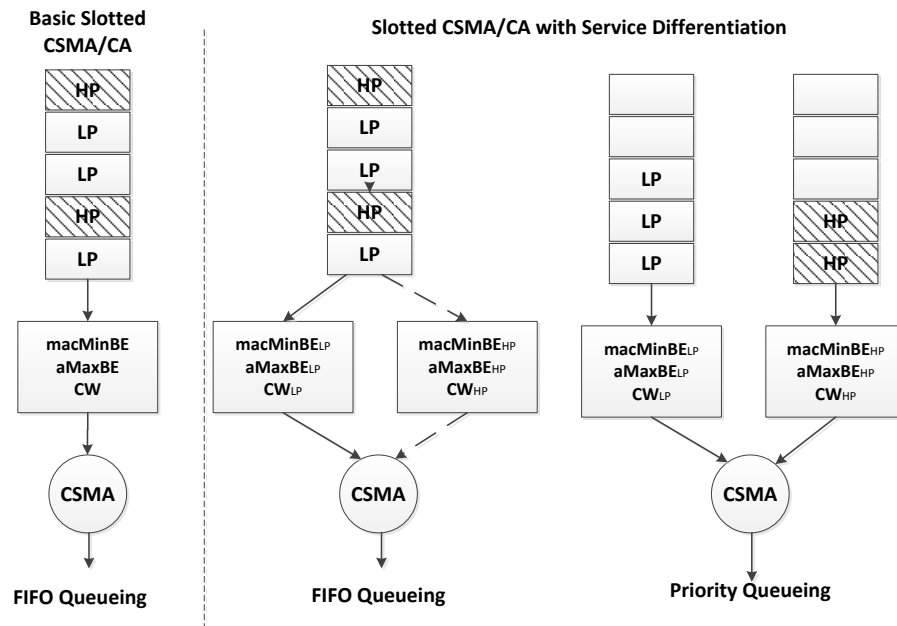 Basic Slotted
CSMA/CA
HP
LP
LP
HP
LP
macMinBE
aMaxBE
CW
CSMA
FIFO Queueing
Slotted CSMA/CA with Service Differentiation
HP
LP
LP
HP
LP
macMinBELP
aMaxBELP
CWLP
macMinBEHP
aMaxBEHP
CWHP
CSMA
FIFO Queueing
LP
LP
LP
HP
HP
macMinBELP
aMaxBELP
CWLP
macMinBEHP
aMaxBEHP
CWHP
CSMA
Priority Queueing